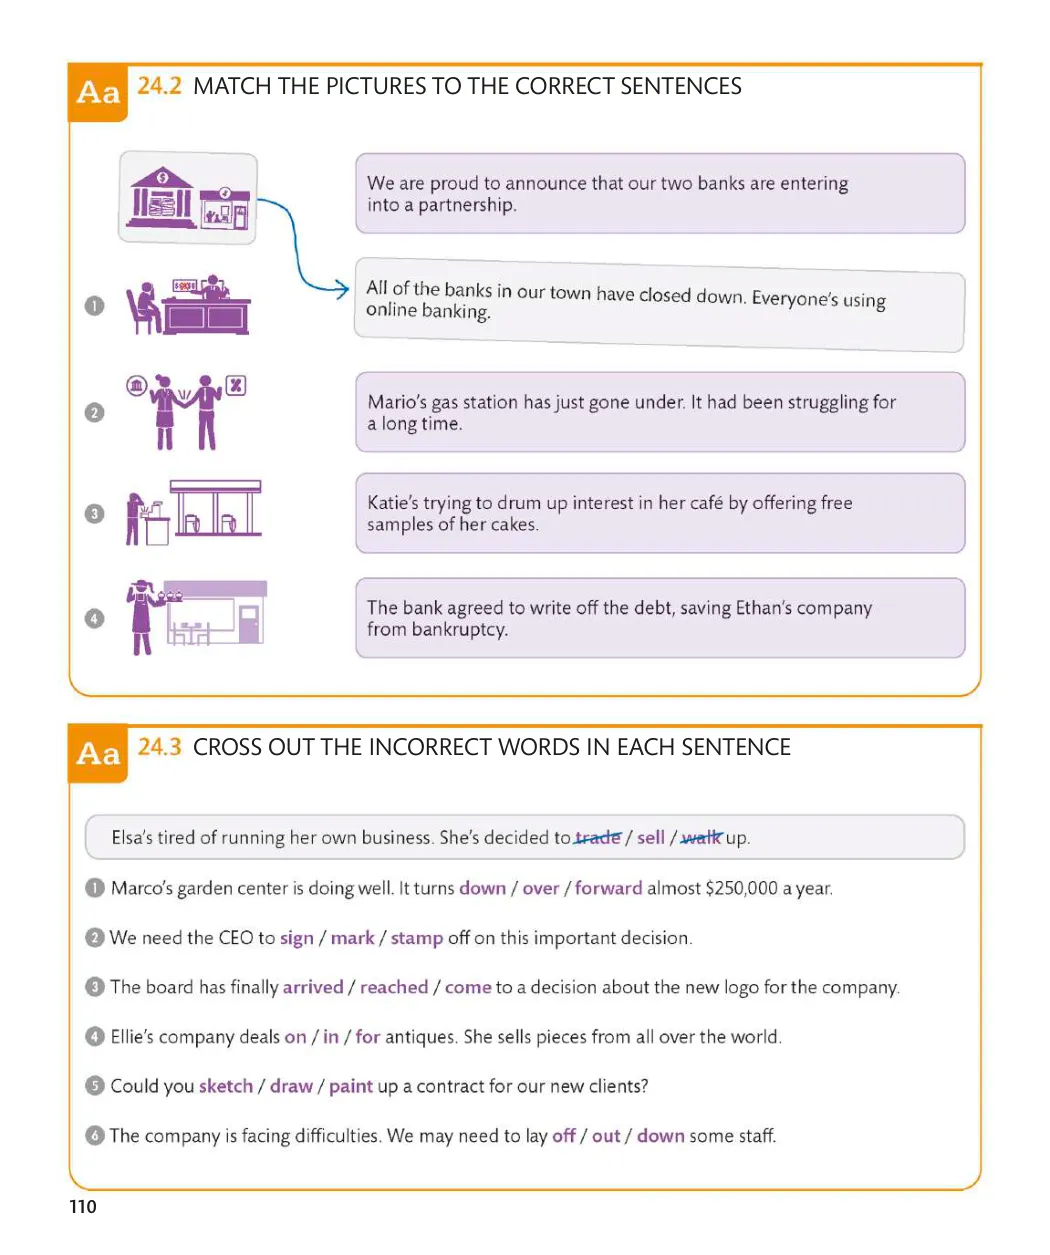 Aa 24.2 MATCH THE PICTURES TO THE CORRECT SENTENCES
We are proud to announce that our two banks are entering
into a partnership.
All of the banks in our town have closed down. Everyone's using
online banking.
1
2
Mario's gas station has just gone under. It had been struggling for
a long time.
3
Katie's trying to drum up interest in her café by offering free
samples of her cakes.
4
The bank agreed to write off the debt, saving Ethan's company
from bankruptcy.
Aa 24.3 CROSS OUT THE INCORRECT WORDS IN EACH SENTENCE
Elsa's tired of running her own business. She's decided to trade / sell / walk up.
1 Marco's garden center is doing well. It turns down / over / forward almost $250,000 a year.
2 We need the CEO to sign / mark / stamp off on this important decision.
3 The board has finally arrived / reached / come to a decision about the new logo for the company.
4 Ellie's company deals on / in / for antiques. She sells pieces from all over the world.
5 Could you sketch / draw / paint up a contract for our new clients?
6 The company is facing difficulties. We may need to lay off / out / down some staff.
110